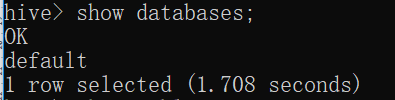 hive> show databases;
OK
default
1 row selected (1.708 seconds)